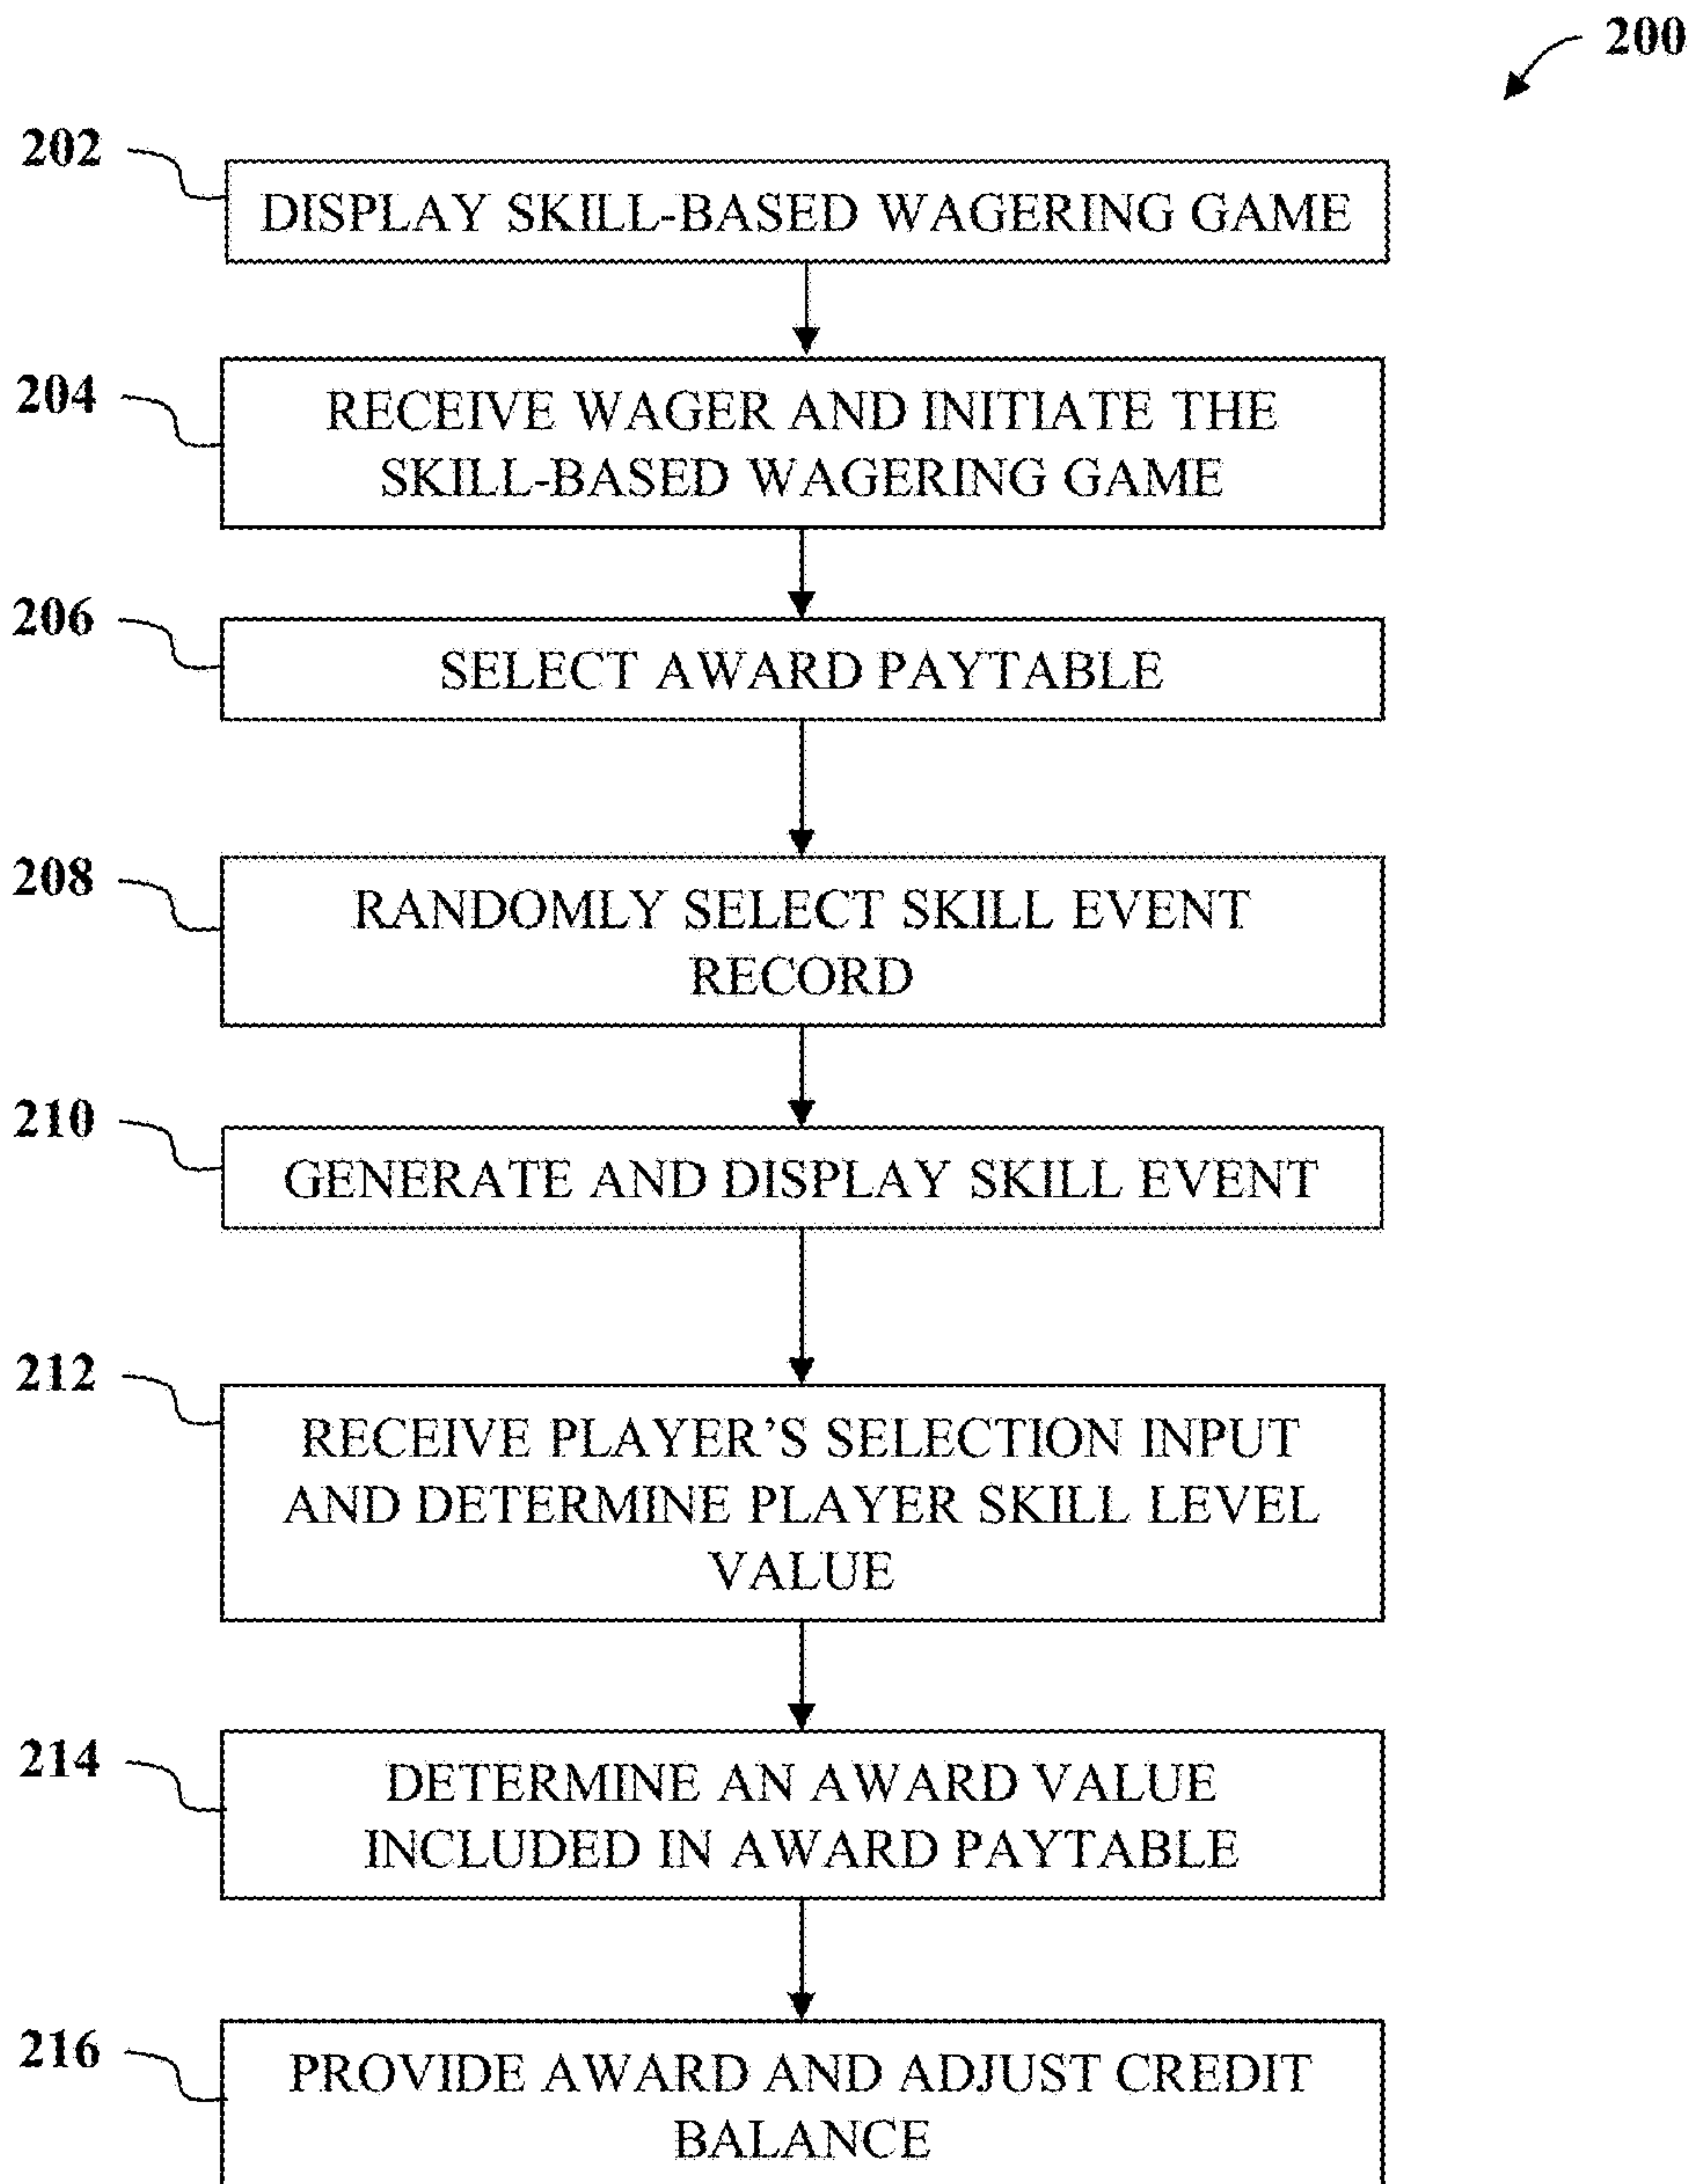 200
202
DISPLAY SKILL-BASED WAGERING GAME
204
RECEIVE WAGER AND INITIATE THE
SKILL-BASED WAGERING GAME
206
SELECT AWARD PAYTABLE
208
RANDOMLY SELECT SKILL EVENT
RECORD
210
GENERATE AND DISPLAY SKILL EVENT
212
RECEIVE PLAYER’S SELECTION INPUT
AND DETERMINE PLAYER SKILL LEVEL
VALUE
214
DETERMINE AN AWARD VALUE
INCLUDED IN AWARD PAYTABLE
216
PROVIDE AWARD AND ADJUST CREDIT
BALANCE